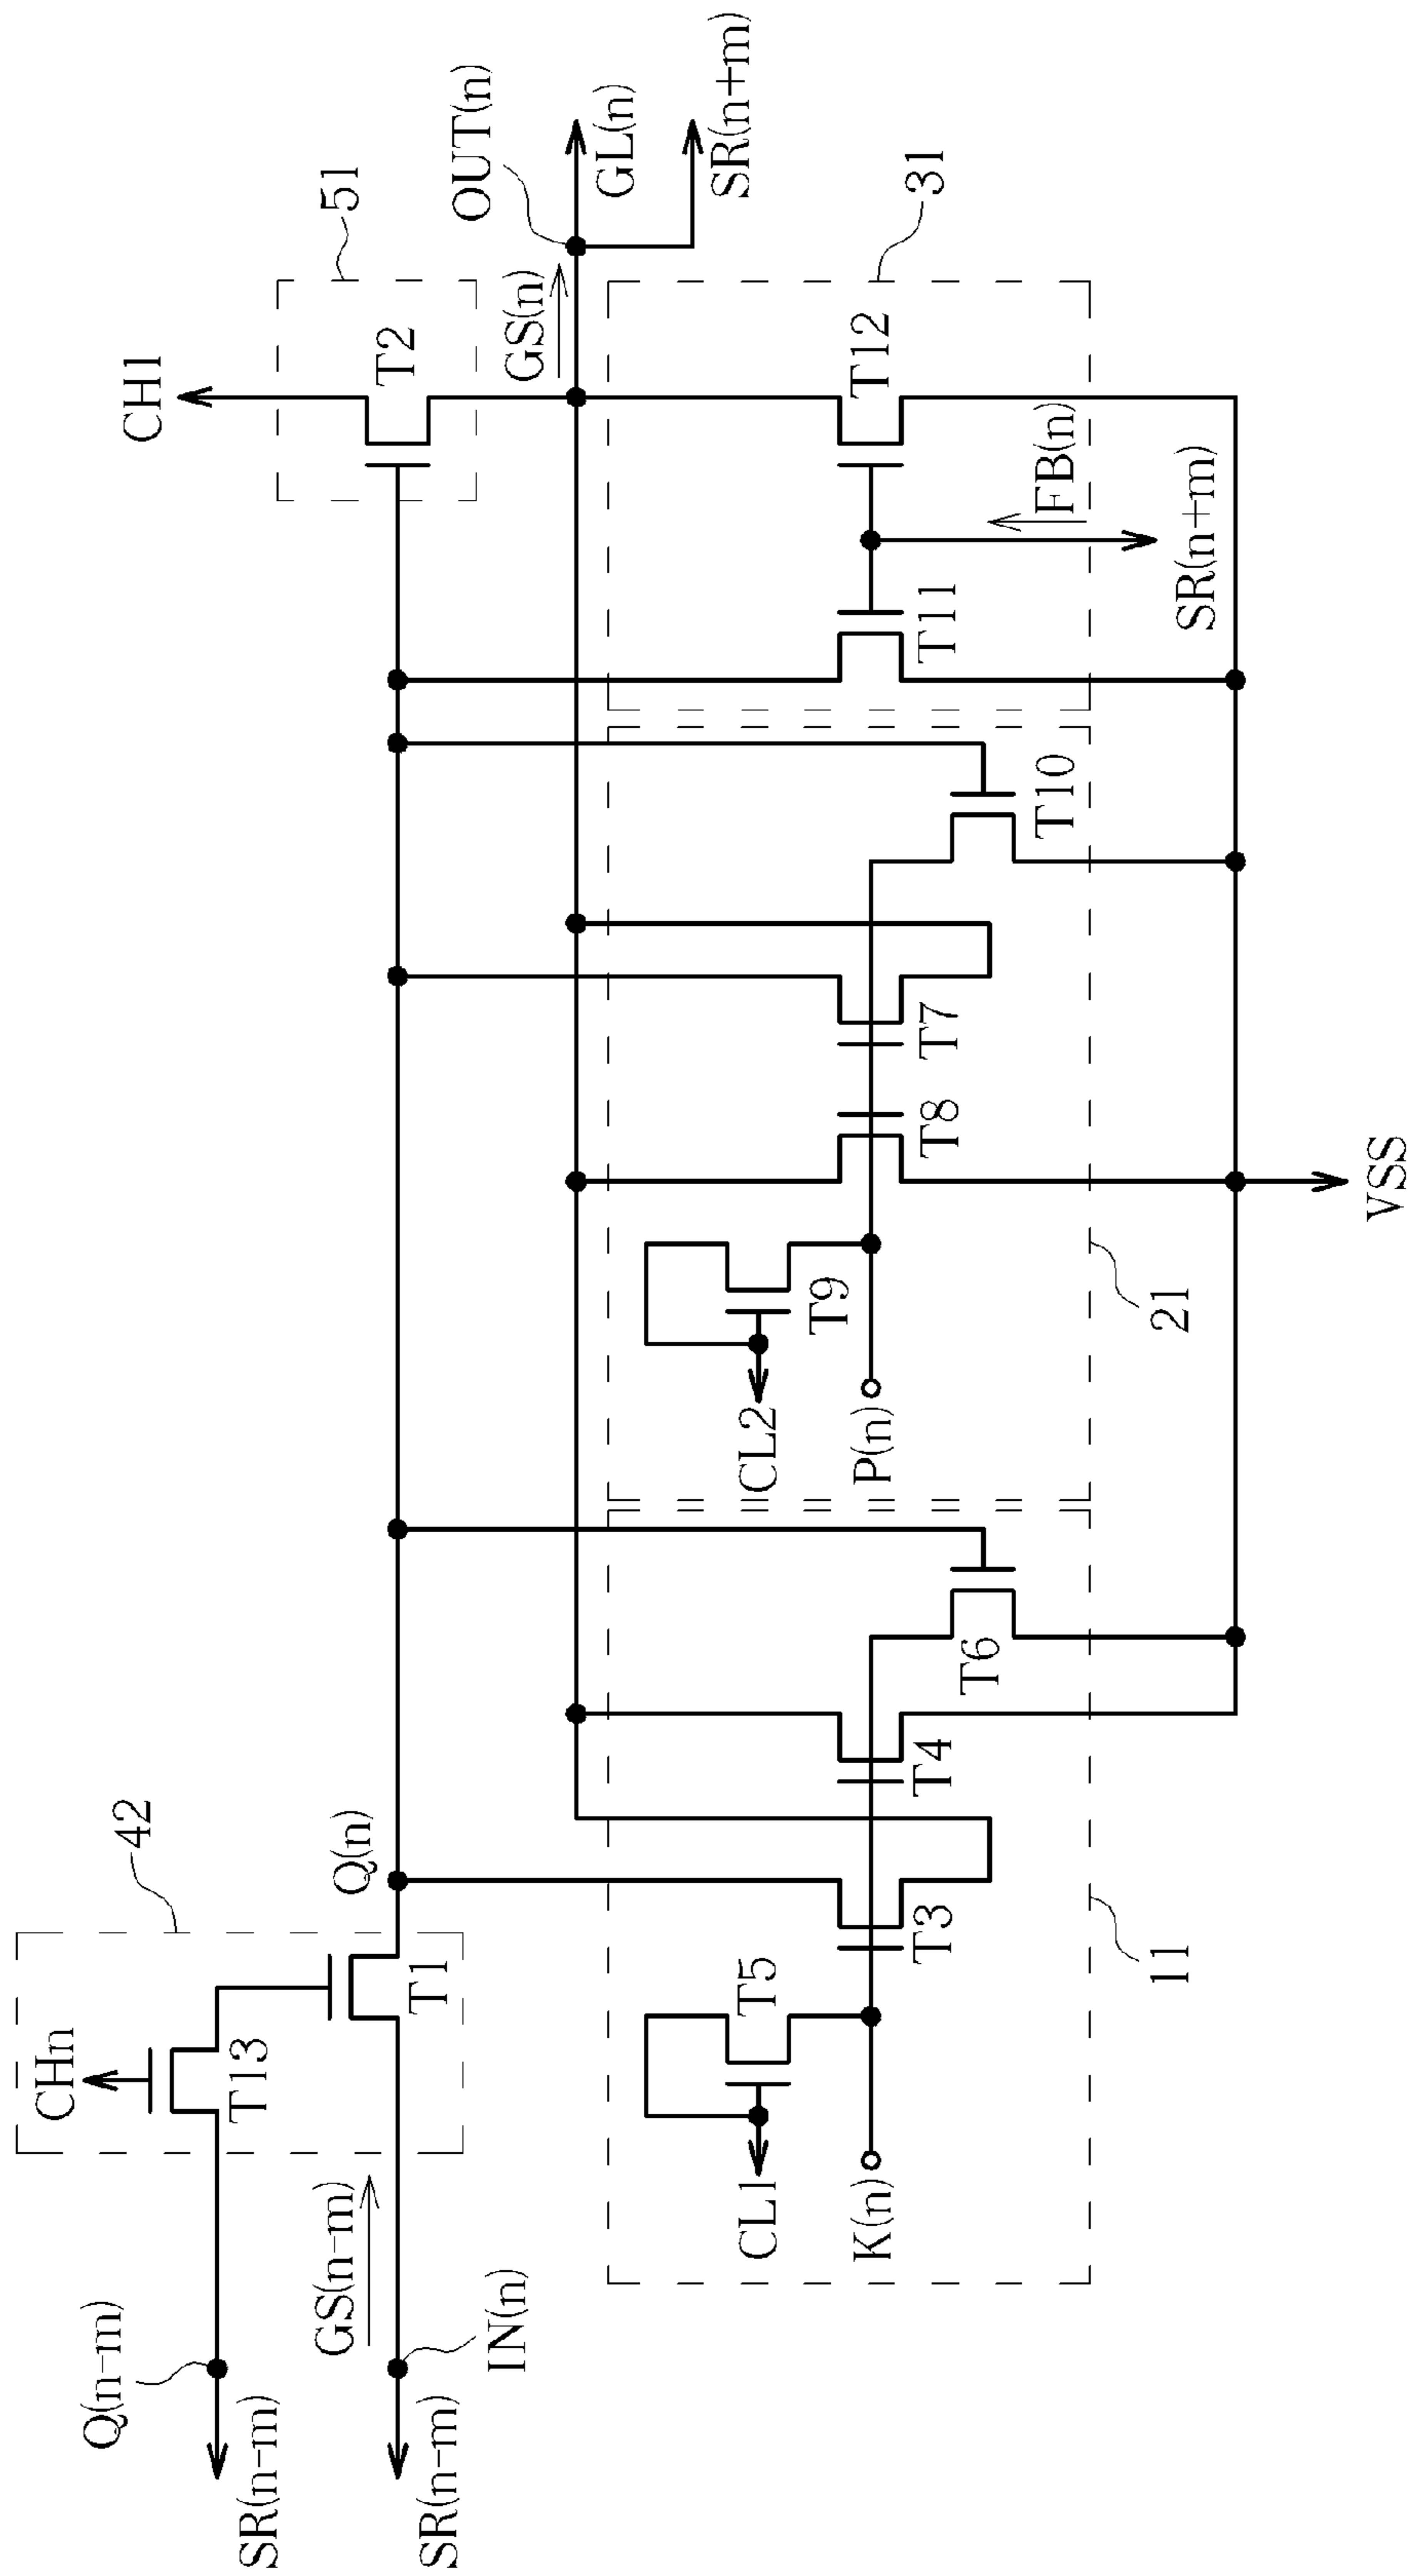 CHn
42
T13
T1
Q(n-m)
SR(n-m)
GS(n-m)
SR(n-m)
IN(n)
Q(n)
CH1
51
T2
OUT(n)
GS(n)
GL(n)
SR(n+m)
CL1
T5
K(n)
T3
T4
T6
11
CL2
T9
P(n)
T8
T7
T10
21
T11
T12
31
FB(n)
SR(n+m)
VSS